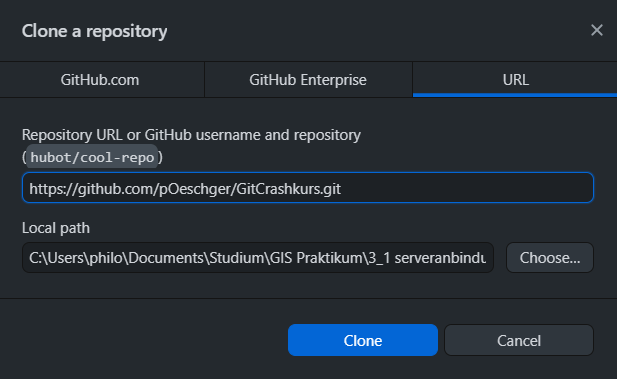 Clone a repository
GitHub.com
GitHub Enterprise
URL
Repository URL or GitHub username and repository
(hubot/cool-repo)
https://github.com/pOeschger/GitCrashkurs.git
Local path
C:\Users\philo\Documents\Studium\GIS Praktikum\3_1 serveranbindu
Choose...
Clone
Cancel